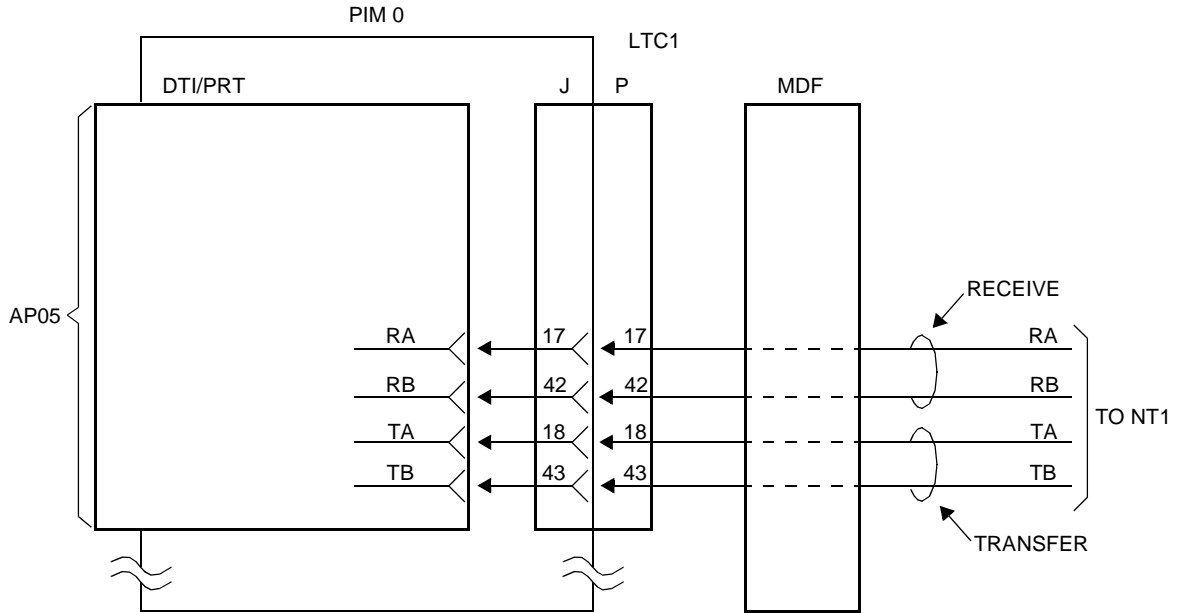 PIM 0
LTC1
DTI/PRT
J P
MDF
RECEIVE
AP05
RA 17 17 RA
RB 42 42 RB
TO NT1
TA 18 18 TA
TB 43 43 TB
TRANSFER